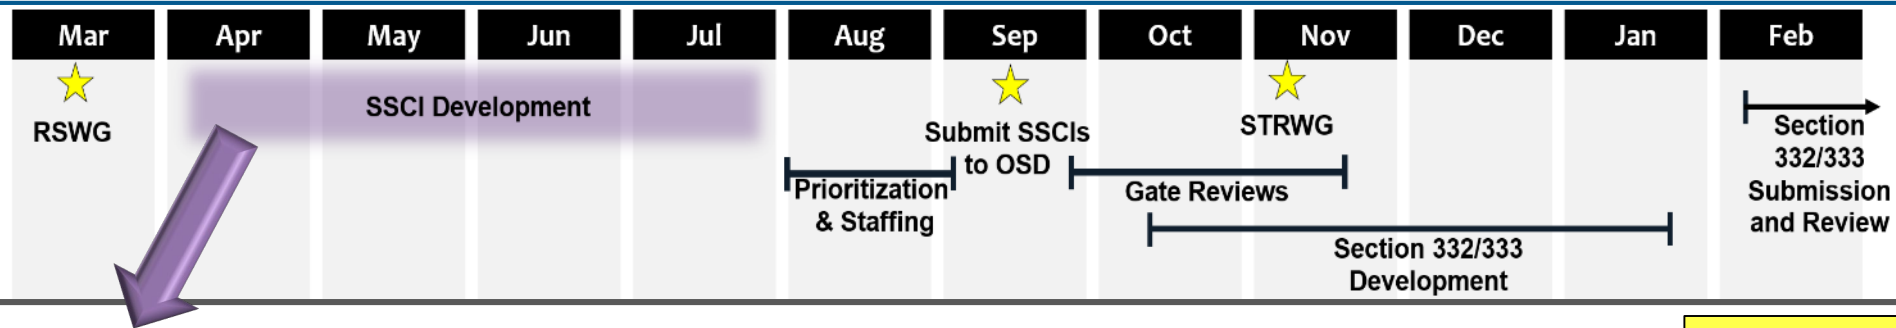 Mar Apr May Jun Jul Aug Sep Oct Nov Dec Jan Feb
RSWG
SSCI Development
Prioritization
& Staffing
Submit SSCIs
to OSD
Gate Reviews
STRWG
Section 332/333
Development
Section
332/333
Submission
and Review